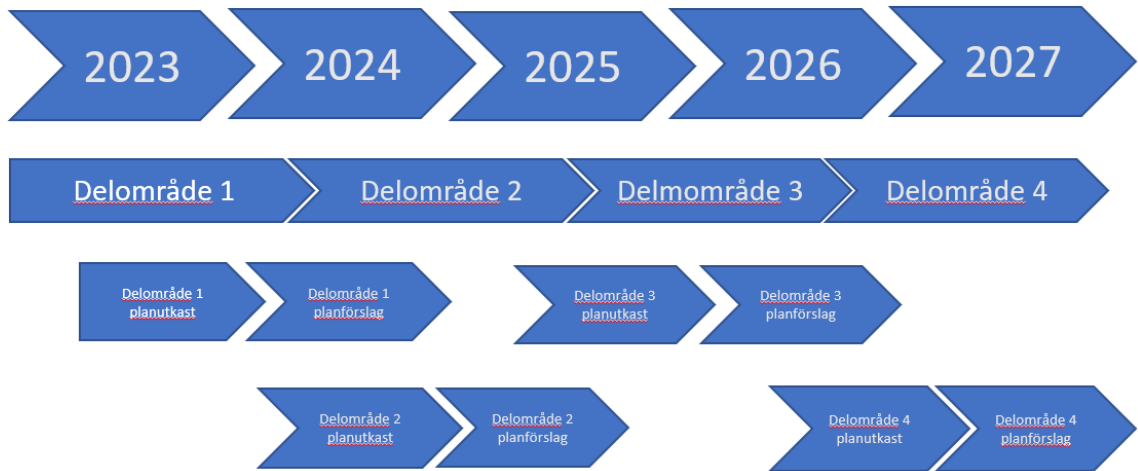 2023
2024
2025
2026
2027
Delområde 1
Delområde 2
Delmområde 3
Delområde 4
Delområde 1
planutkast
Delområde 1
planförslag
Delområde 3
planutkast
Delområde 3
planförslag
Delområde 2
planutkast
Delområde 2
planförslag
Delområde 4
planutkast
Delområde 4
planförslag